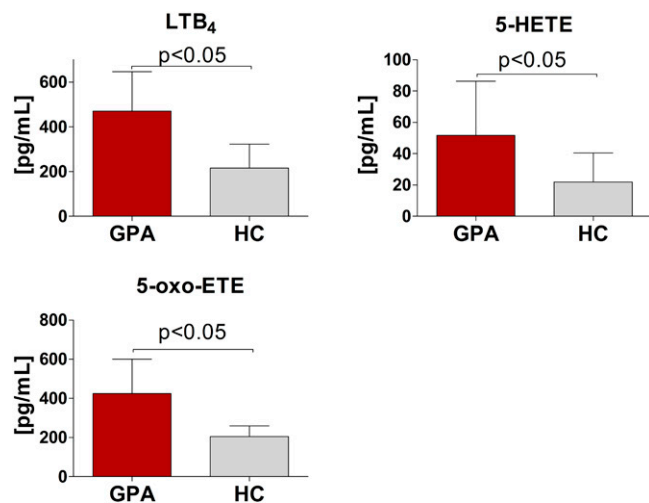 LTB₄
p<0.05
[pg/mL]
600
400
200
0
GPA HC
5-HETE
p<0.05
[pg/mL]
100
80
60
40
20
0
GPA HC
5-oxo-ETE
p<0.05
[pg/mL]
800
600
400
200
0
GPA HC